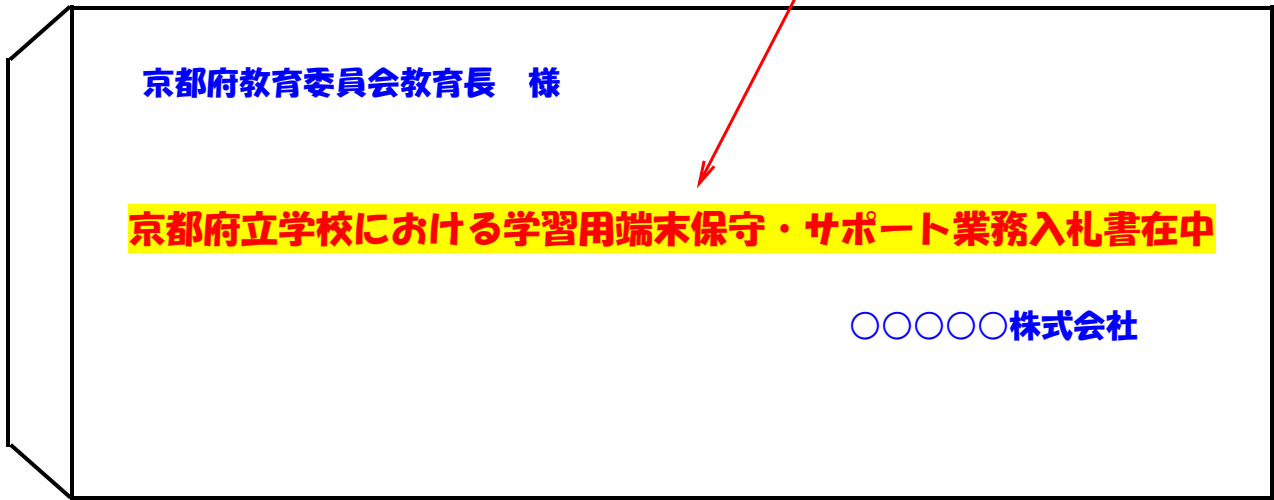 京都府教育委員会教育長　様
京都府立学校における学習用端末保守・サポート業務入札書在中
○○○○○株式会社